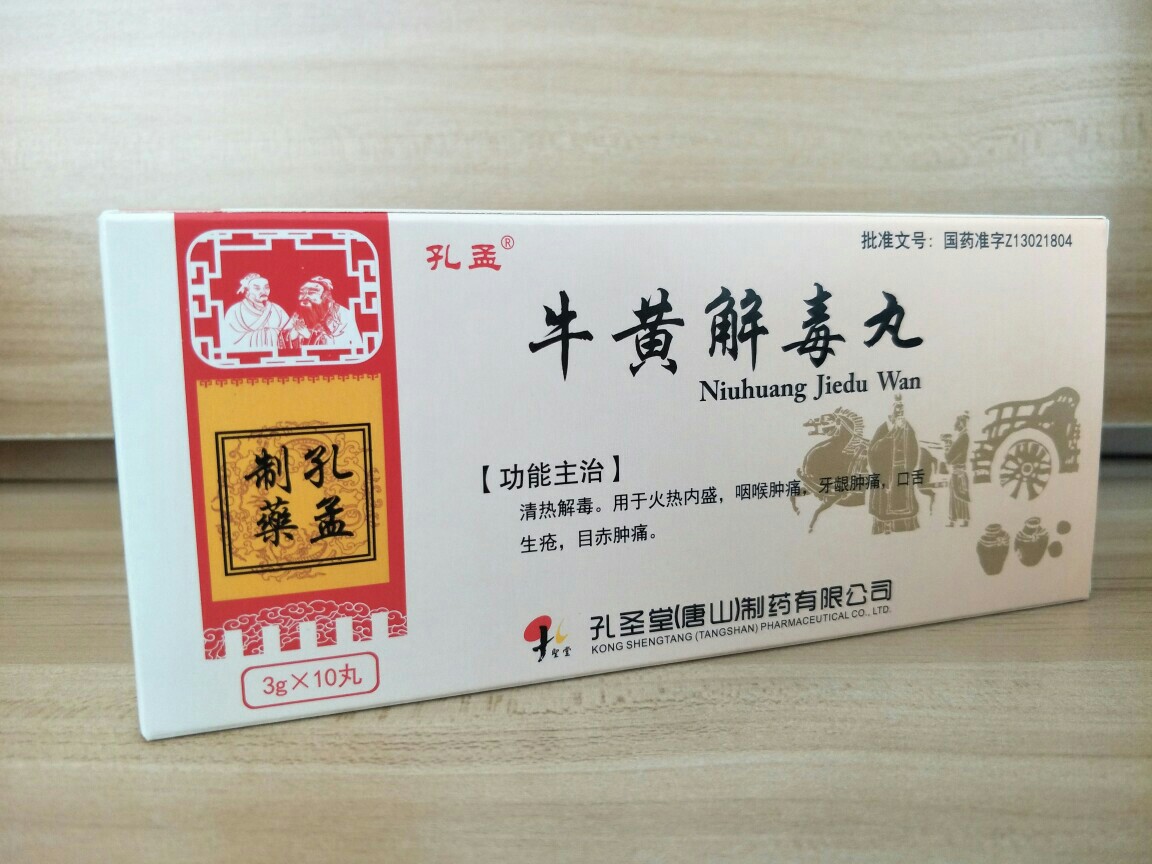 孔孟®
批准文号：国药准字Z13021804
牛黄解毒丸
Niuhuang Jiedu Wan
孔孟
制藥
【功能主治】
清热解毒。用于火热内盛，咽喉肿痛，牙龈肿痛，口舌
生疮，目赤肿痛。
孔圣堂
孔圣堂(唐山)制药有限公司
KONG SHENGTANG (TANGSHAN) PHARMACEUTICAL CO., LTD.
3g×10丸